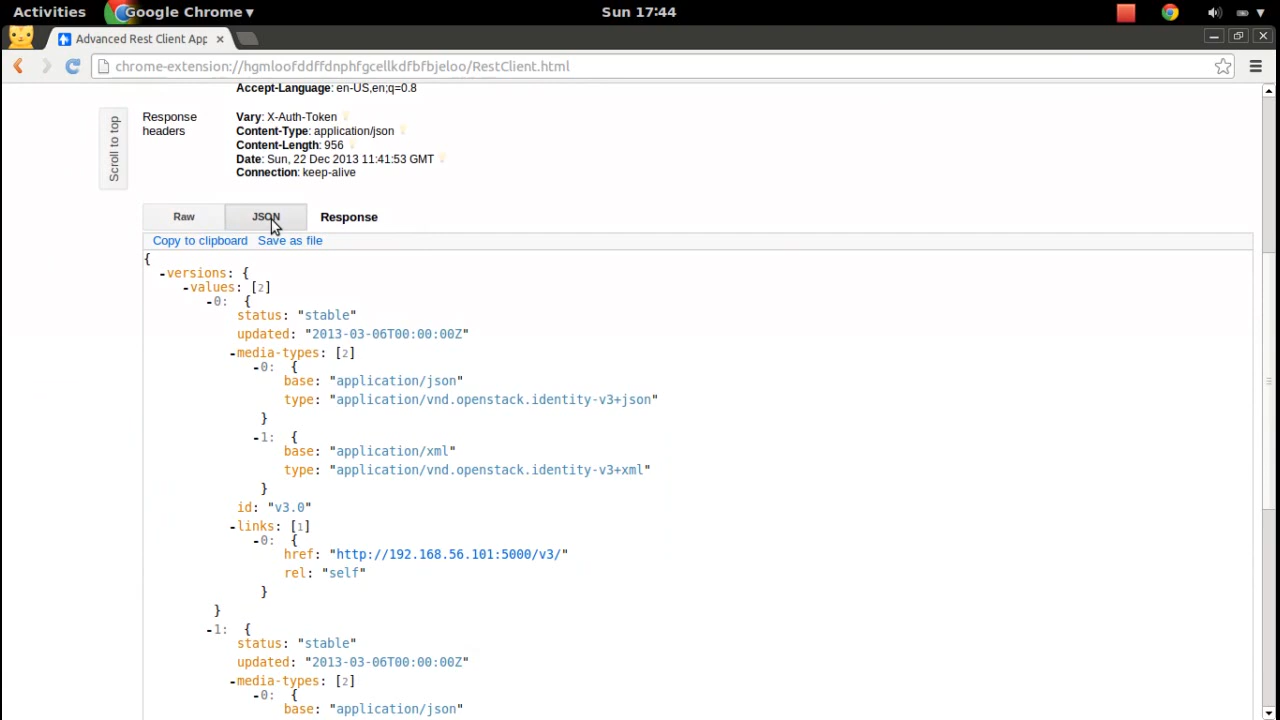 Activities Google Chrome ▾ Sun 17:44
Advanced Rest Client App ×
chrome-extension://hgmloofddffdnphfgcellkdfbfbjeloo/RestClient.html
Accept-Language: en-US,en;q=0.8
Scroll to top
Response headers
Vary: X-Auth-Token
Content-Type: application/json
Content-Length: 956
Date: Sun, 22 Dec 2013 11:41:53 GMT
Connection: keep-alive
Raw JSON Response
Copy to clipboard Save as file
{
-versions: {
-values: [2]
-0: {
status: "stable"
updated: "2013-03-06T00:00:00Z"
-media-types: [2]
-0: {
base: "application/json"
type: "application/vnd.openstack.identity-v3+json"
}
-1: {
base: "application/xml"
type: "application/vnd.openstack.identity-v3+xml"
}
id: "v3.0"
-links: [1]
-0: {
href: "http://192.168.56.101:5000/v3/"
rel: "self"
}
}
-1: {
status: "stable"
updated: "2013-03-06T00:00:00Z"
-media-types: [2]
-0: {
base: "application/json"